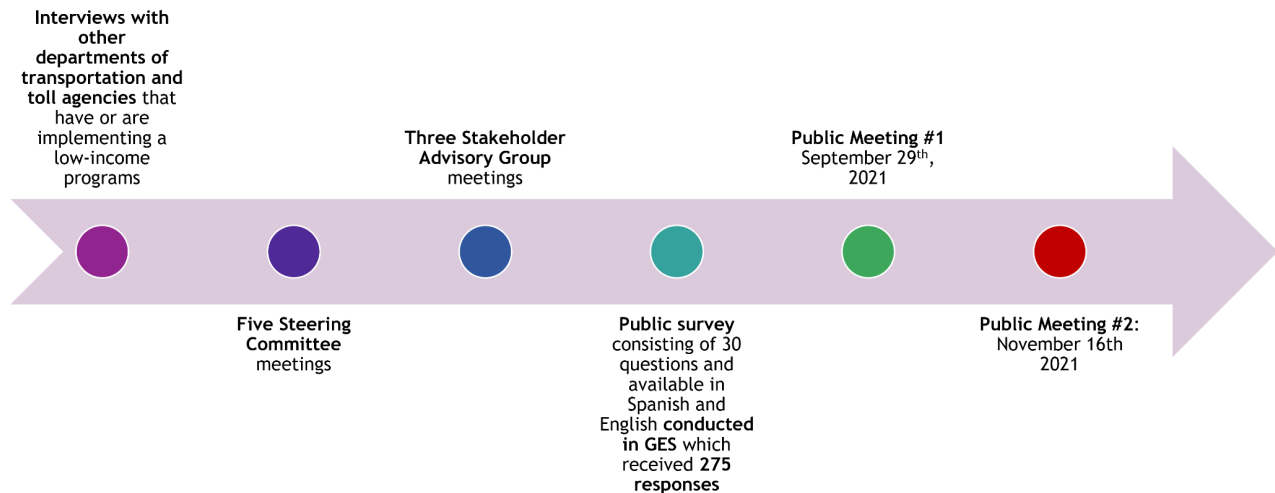 Interviews with
other
departments of
transportation and
toll agencies that
have or are
implementing a
low-income
programs
Five Steering
Committee
meetings
Three Stakeholder
Advisory Group
meetings
Public survey
consisting of 30
questions and
available in
Spanish and
English conducted
in GES which
received 275
responses
Public Meeting #1
September 29th,
2021
Public Meeting #2:
November 16th
2021